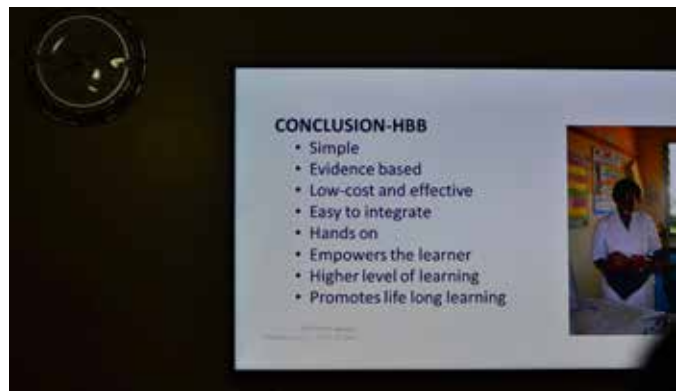 CONCLUSION-HBB
• Simple
• Evidence based
• Low-cost and effective
• Easy to integrate
• Hands on
• Empowers the learner
• Higher level of learning
• Promotes life long learning